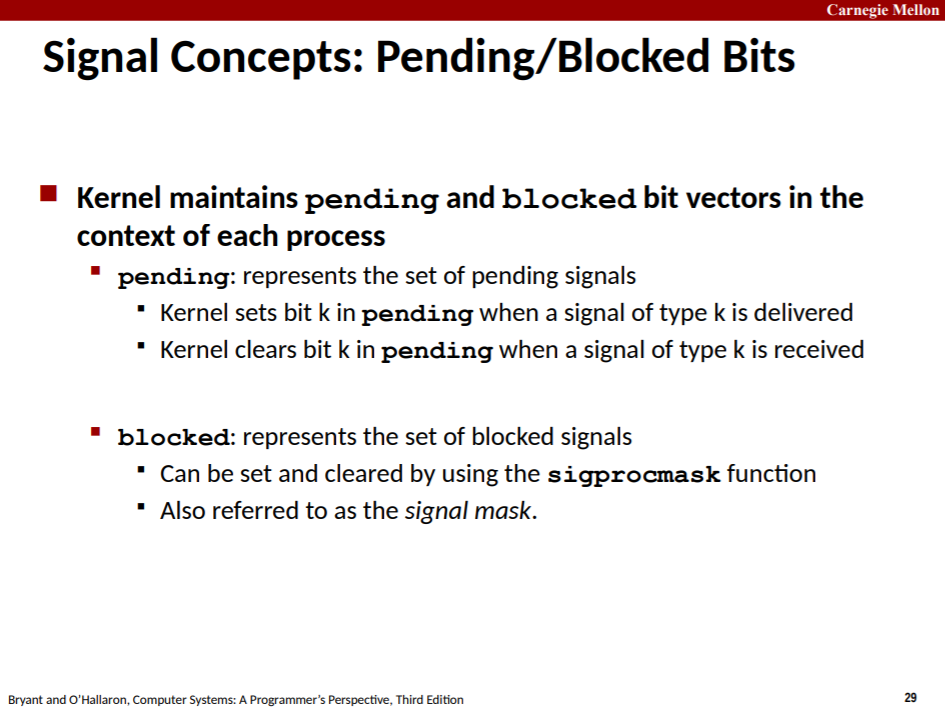 Carnegie Mellon
Signal Concepts: Pending/Blocked Bits
Kernel maintains pending and blocked bit vectors in the
context of each process
pending: represents the set of pending signals
Kernel sets bit k in pending when a signal of type k is delivered
Kernel clears bit k in pending when a signal of type k is received
blocked: represents the set of blocked signals
Can be set and cleared by using the sigprocmask function
Also referred to as the signal mask.
Bryant and O'Hallaron, Computer Systems: A Programmer's Perspective, Third Edition
29